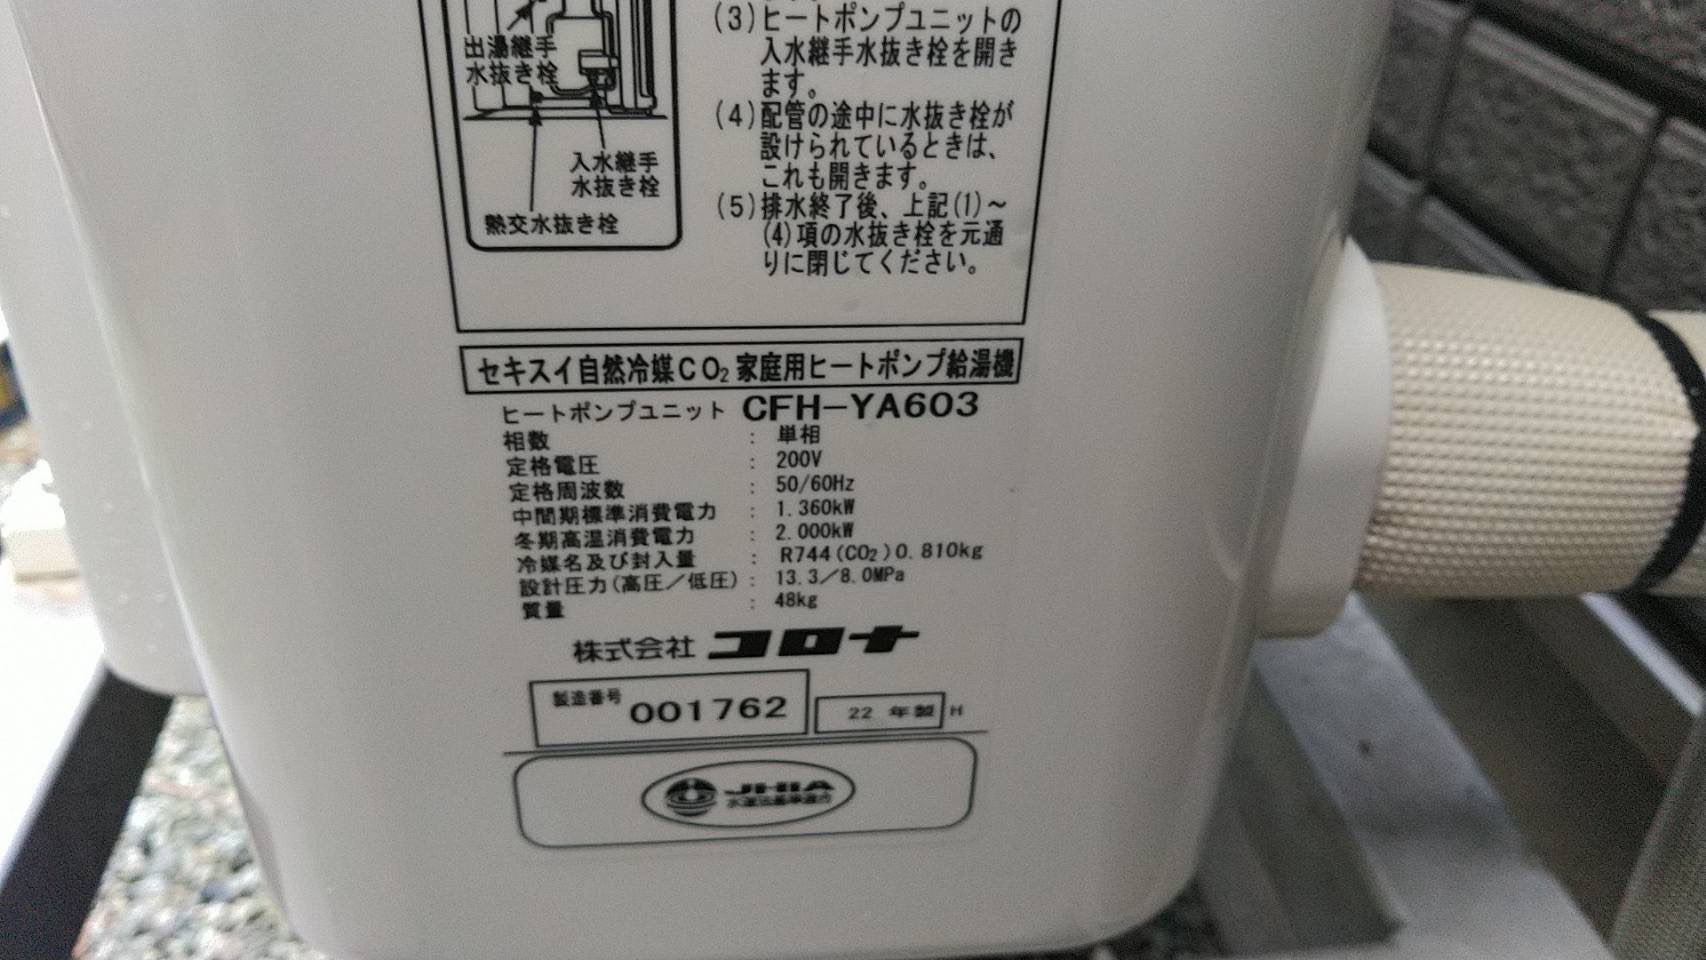 出湯継手
水抜き栓
入水継手
水抜き栓
熱交水抜き栓
(3)ヒートポンプユニットの
入水継手水抜き栓を開き
ます。
(4)配管の途中に水抜き栓が
設けられているときは、
これも開きます。
(5)排水終了後、上記(1)～
(4)項の水抜き栓を元通
りに閉じてください。
セキスイ自然冷媒CO₂家庭用ヒートポンプ給湯機
ヒートポンプユニット CFH-YA603
相数 : 単相
定格電圧 : 200V
定格周波数 : 50/60Hz
中間期標準消費電力 : 1.360kW
冬期高温消費電力 : 2.000kW
冷媒名及び封入量 : R744(CO₂)0.810kg
設計圧力(高圧／低圧) : 13.3／8.0MPa
質量 : 48kg
株式会社 コロナ
製造番号 001762 22 年製 H
JHIA